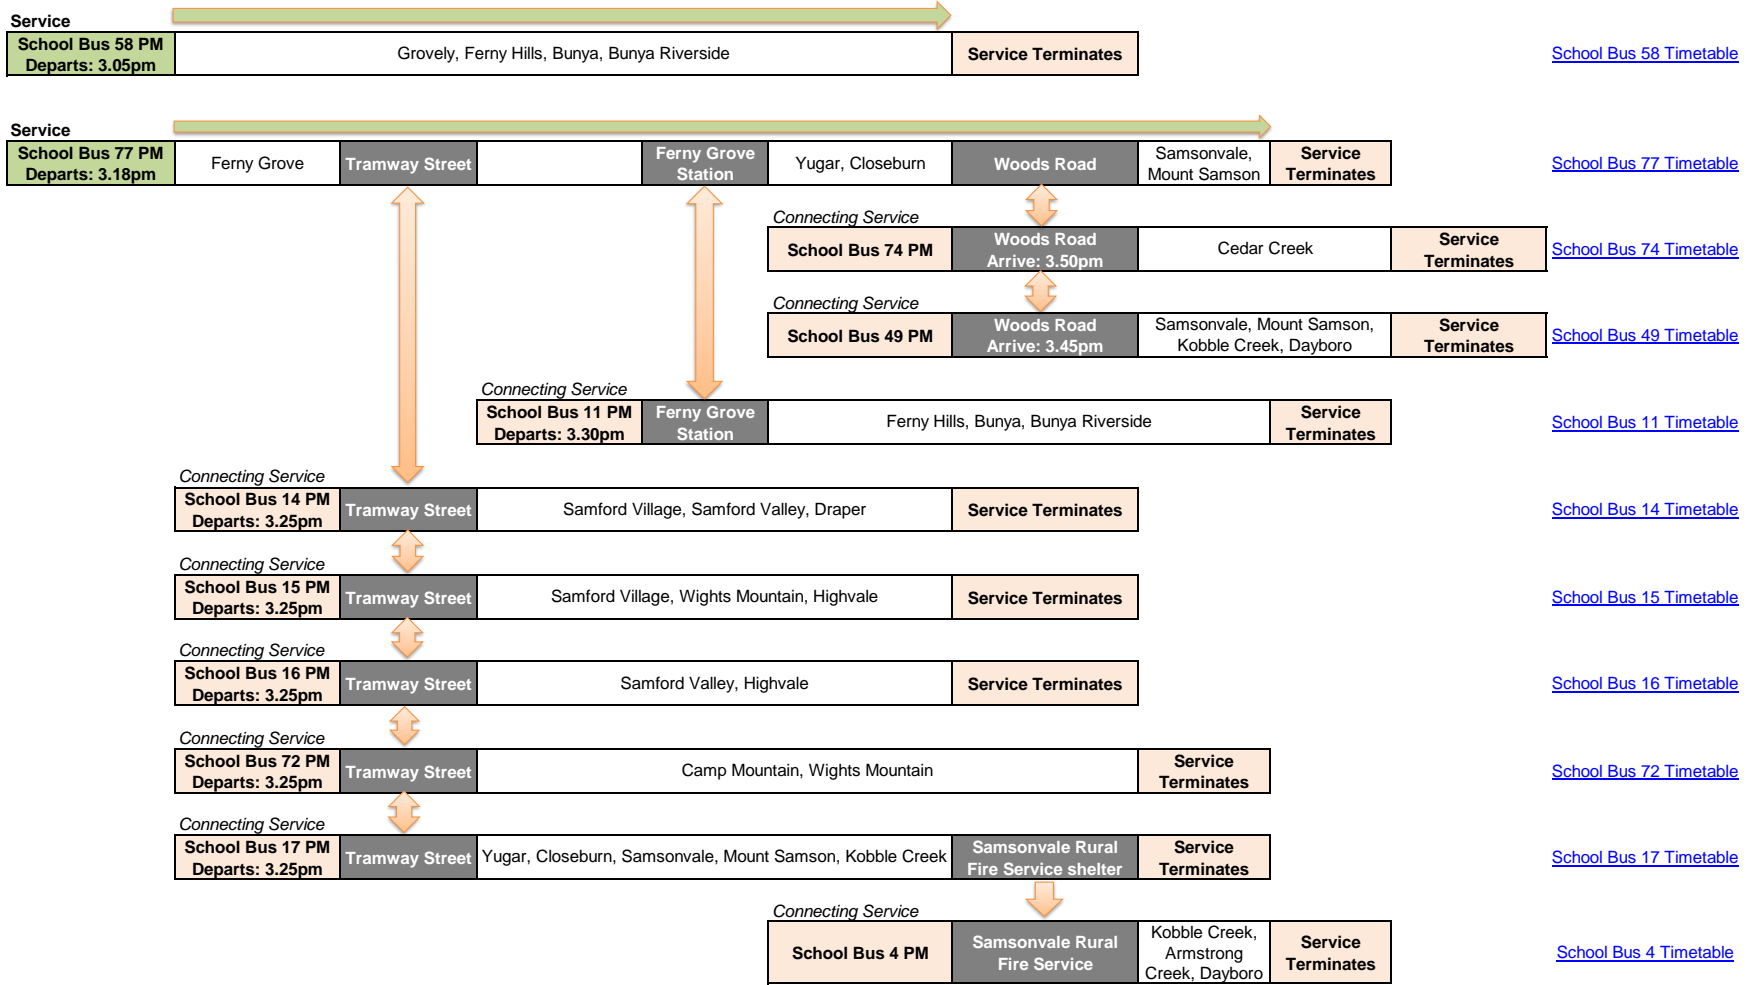 Service
School Bus 58 PM
Departs: 3.05pm
Grovely, Ferny Hills, Bunya, Bunya Riverside
Service Terminates
School Bus 58 Timetable
Service
School Bus 77 PM
Departs: 3.18pm
Ferny Grove
Tramway Street
Ferny Grove
Station
Yugar, Closeburn
Woods Road
Samsonvale,
Mount Samson
Service
Terminates
School Bus 77 Timetable
Connecting Service
School Bus 74 PM
Woods Road
Arrive: 3.50pm
Cedar Creek
Service
Terminates
School Bus 74 Timetable
Connecting Service
School Bus 49 PM
Woods Road
Arrive: 3.45pm
Samsonvale, Mount Samson,
Kobble Creek, Dayboro
Service
Terminates
School Bus 49 Timetable
Connecting Service
School Bus 11 PM
Departs: 3.30pm
Ferny Grove
Station
Ferny Hills, Bunya, Bunya Riverside
Service
Terminates
School Bus 11 Timetable
Connecting Service
School Bus 14 PM
Departs: 3.25pm
Tramway Street
Samford Village, Samford Valley, Draper
Service Terminates
School Bus 14 Timetable
Connecting Service
School Bus 15 PM
Departs: 3.25pm
Tramway Street
Samford Village, Wights Mountain, Highvale
Service Terminates
School Bus 15 Timetable
Connecting Service
School Bus 16 PM
Departs: 3.25pm
Tramway Street
Samford Valley, Highvale
Service Terminates
School Bus 16 Timetable
Connecting Service
School Bus 72 PM
Departs: 3.25pm
Tramway Street
Camp Mountain, Wights Mountain
Service
Terminates
School Bus 72 Timetable
Connecting Service
School Bus 17 PM
Departs: 3.25pm
Tramway Street
Yugar, Closeburn, Samsonvale, Mount Samson, Kobble Creek
Samsonvale Rural
Fire Service shelter
Service
Terminates
School Bus 17 Timetable
Connecting Service
School Bus 4 PM
Samsonvale Rural
Fire Service
Kobble Creek,
Armstrong
Creek, Dayboro
Service
Terminates
School Bus 4 Timetable